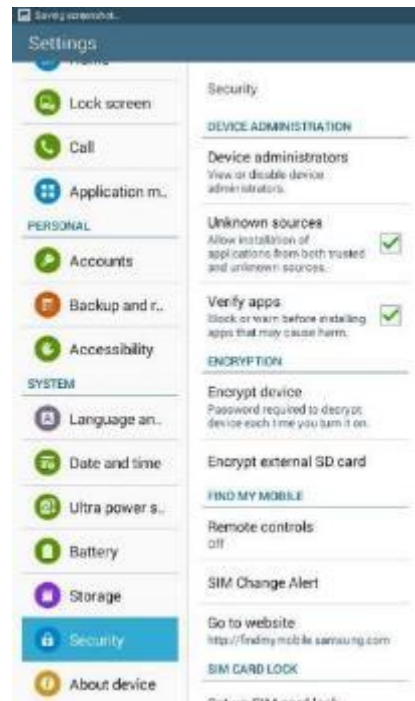 Saving screenshot...
Settings
Lock screen
Call
Application m..
PERSONAL
Accounts
Backup and r..
Accessibility
SYSTEM
Language an..
Date and time
Ultra power s..
Battery
Storage
Security
About device
Security
DEVICE ADMINISTRATION
Device administrators
View or disable device
administrators.
Unknown sources
Allow installation of
applications from both trusted
and unknown sources.
Verify apps
Block or warn before installing
apps that may cause harm.
ENCRYPTION
Encrypt device
Password required to decrypt
device each time you turn it on.
Encrypt external SD card
FIND MY MOBILE
Remote controls
Off
SIM Change Alert
Go to website
http://findmymobile.samsung.com
SIM CARD LOCK